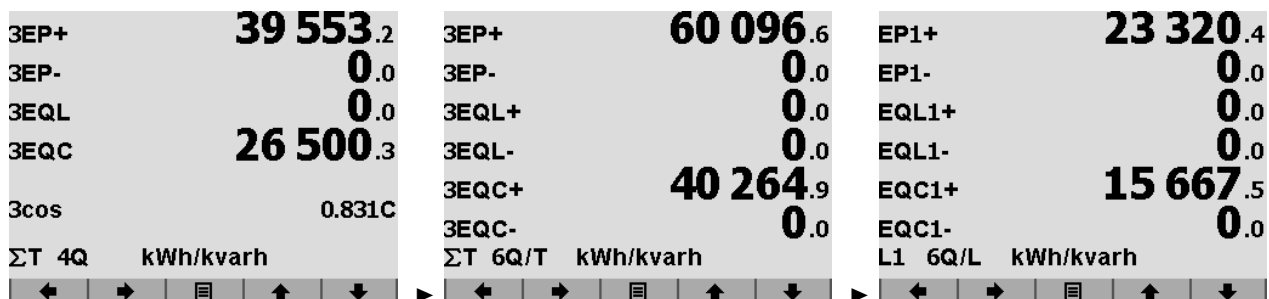 3EP+ 39 553.2
3EP- 0.0
3EQL 0.0
3EQC 26 500.3
3cos 0.831C
ΣT 4Q kWh/kvarh
3EP+ 60 096.6
3EP- 0.0
3EQL+ 0.0
3EQL- 0.0
3EQC+ 40 264.9
3EQC- 0.0
ΣT 6Q/T kWh/kvarh
EP1+ 23 320.4
EP1- 0.0
EQL1+ 0.0
EQL1- 0.0
EQC1+ 15 667.5
EQC1- 0.0
L1 6Q/L kWh/kvarh